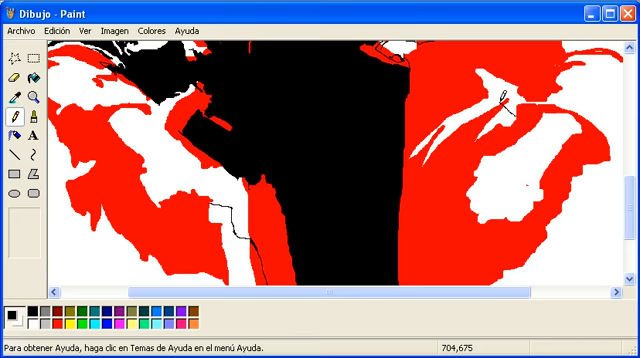 Dibujo - Paint
Archivo Edición Ver Imagen Colores Ayuda
A
Para obtener Ayuda, haga clic en Temas de Ayuda en el menú Ayuda. 704,675